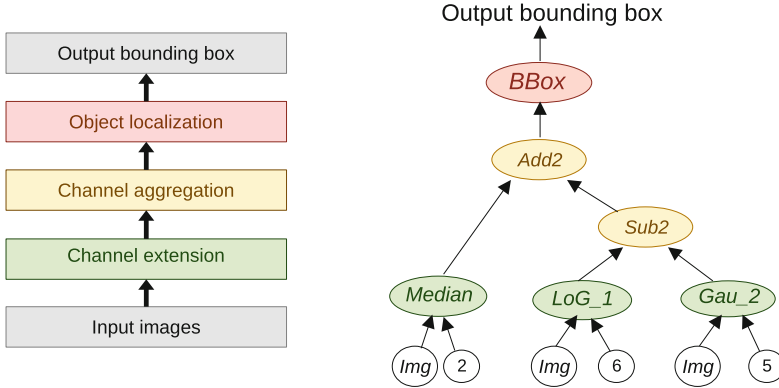 Output bounding box
Object localization
Channel aggregation
Channel extension
Input images
Output bounding box
BBox
Add2
Sub2
Median
LoG_1
Gau_2
Img
2
Img
6
Img
5